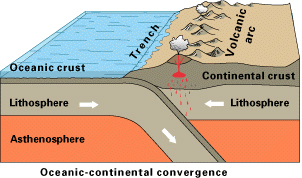 Trench
Volcanic
arc
Oceanic crust
Continental crust
Lithosphere
Lithosphere
Asthenosphere
Oceanic-continental convergence